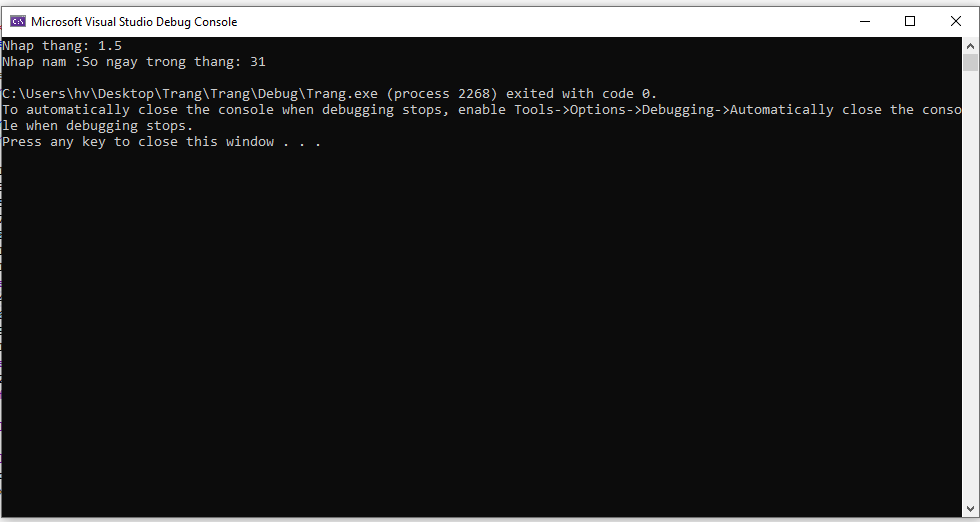 Microsoft Visual Studio Debug Console
Nhap thang: 1.5
Nhap nam :So ngay trong thang: 31
C:\Users\hv\Desktop\Trang\Trang\Debug\Trang.exe (process 2268) exited with code 0.
To automatically close the console when debugging stops, enable Tools->Options->Debugging->Automatically close the conso
le when debugging stops.
Press any key to close this window . . .